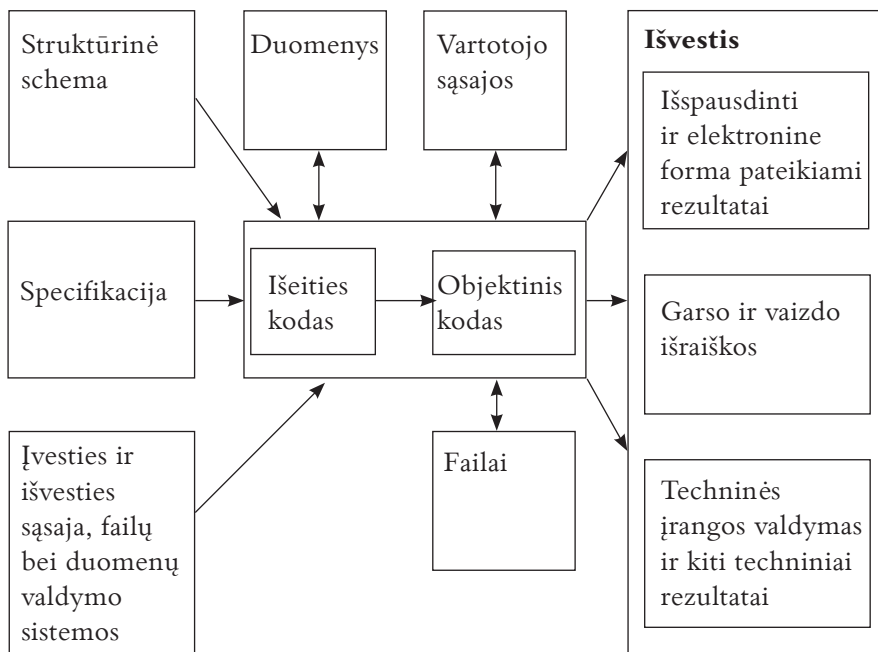 Struktūrinė
schema
Duomenys
Vartotojo
sąsajos
Išvestis
Išspausdinti
ir elektronine
forma pateikiami
rezultatai
Specifikacija
Išeities
kodas
Objektinis
kodas
Garso ir vaizdo
išraiškos
Įvesties ir
išvesties
sąsaja, failų
bei duomenų
valdymo
sistemos
Failai
Techninės
įrangos valdymas
ir kiti techniniai
rezultatai